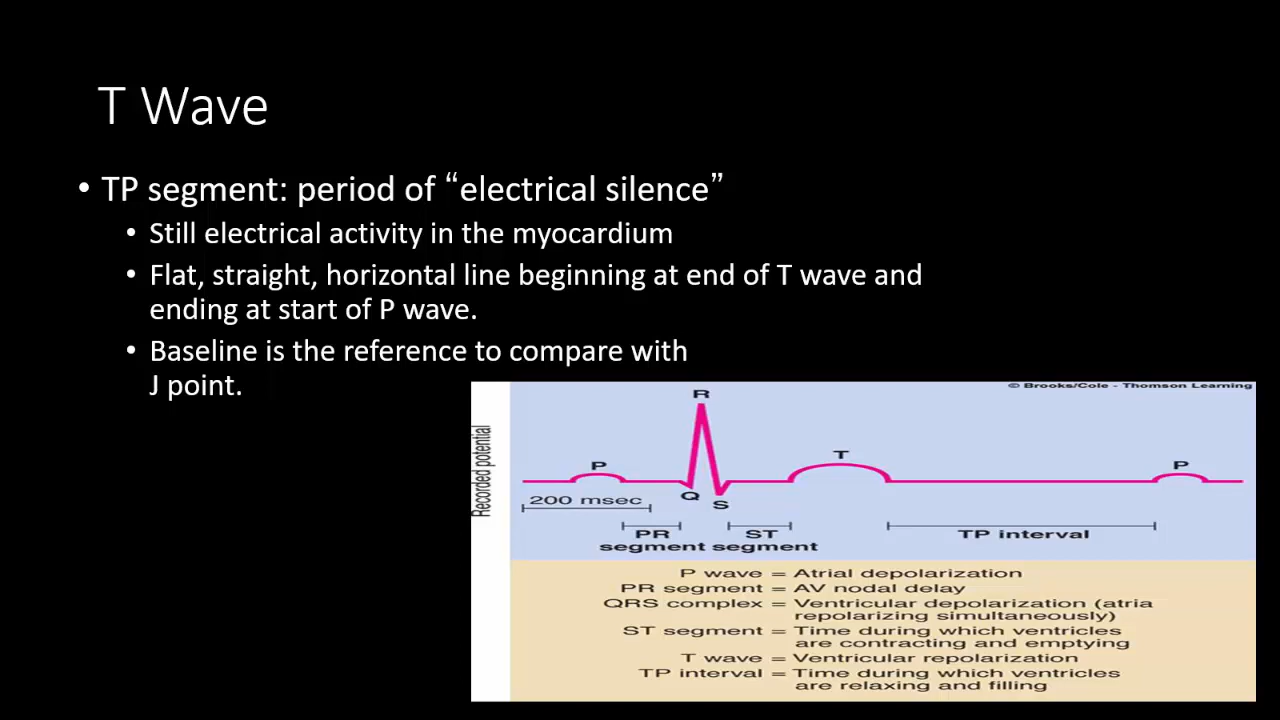 T Wave
• TP segment: period of “electrical silence”
• Still electrical activity in the myocardium
• Flat, straight, horizontal line beginning at end of T wave and
ending at start of P wave.
• Baseline is the reference to compare with
J point.
© Brooks/Cole - Thomson Learning
Recorded potential
R
P
T
P
Q
S
200 msec
PR
segment
ST
segment
TP interval
P wave = Atrial depolarization
PR segment = AV nodal delay
QRS complex = Ventricular depolarization (atria
repolarizing simultaneously)
ST segment = Time during which ventricles
are contracting and emptying
T wave = Ventricular repolarization
TP interval = Time during which ventricles
are relaxing and filling